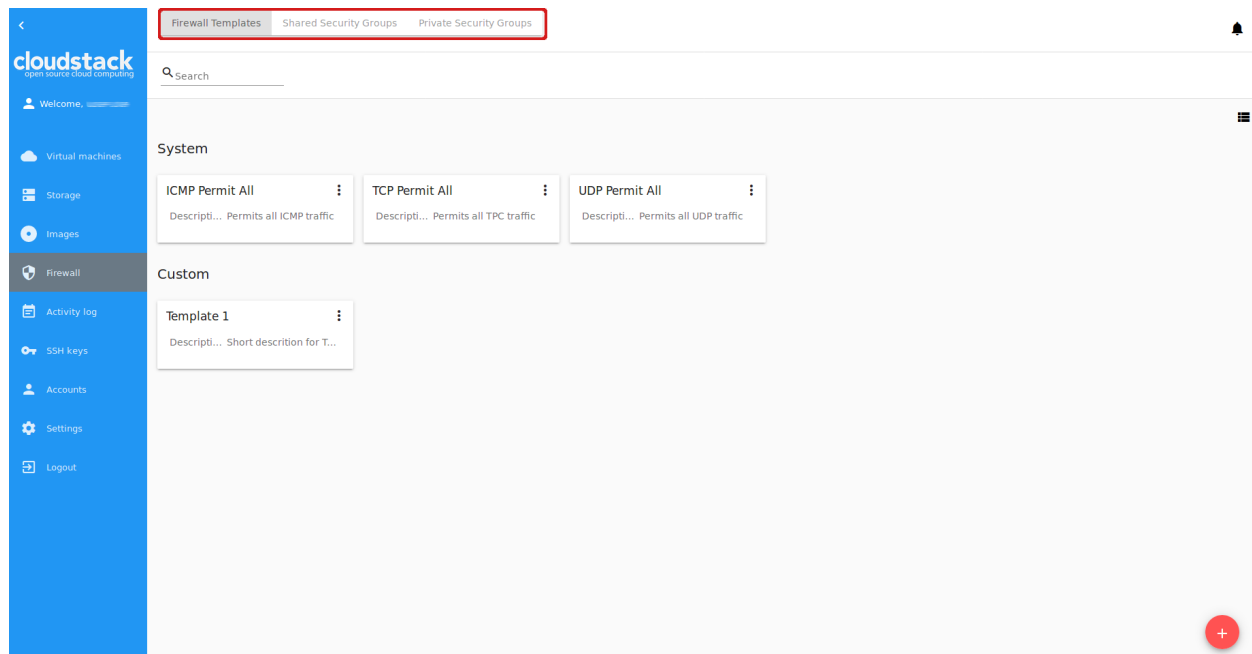 Firewall Templates Shared Security Groups Private Security Groups
cloudstack
open source cloud computing
Search
Welcome,
Virtual machines
Storage
Images
Firewall
Activity log
SSH keys
Accounts
Settings
Logout
System
ICMP Permit All
Descripti... Permits all ICMP traffic
TCP Permit All
Descripti... Permits all TPC traffic
UDP Permit All
Descripti... Permits all UDP traffic
Custom
Template 1
Descripti... Short descrition for T...